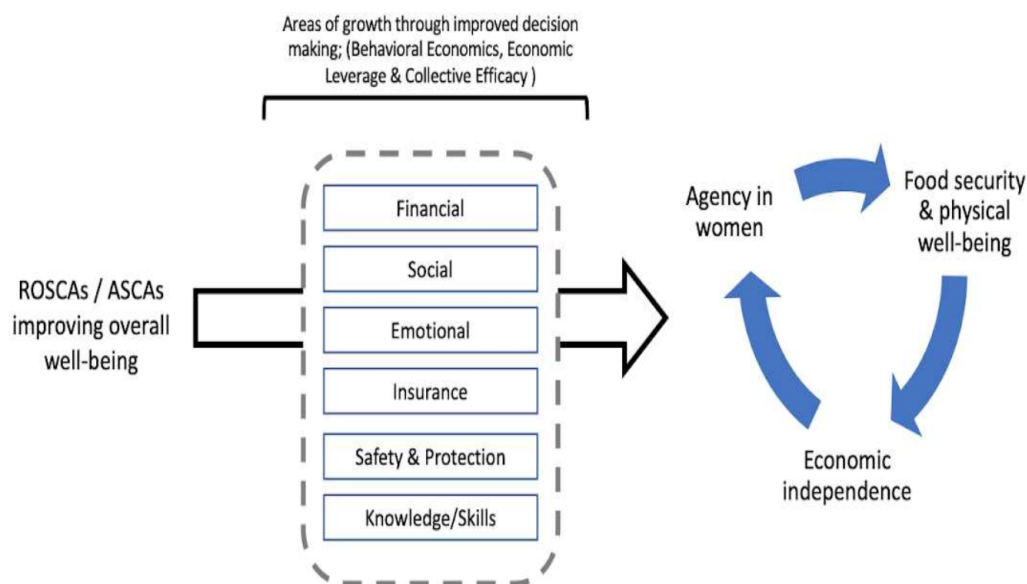 Areas of growth through improved decision
making; (Behavioral Economics, Economic
Leverage & Collective Efficacy )
ROSCAs / ASCAs
improving overall
well-being
Financial
Social
Emotional
Insurance
Safety & Protection
Knowledge/Skills
Agency in
women
Food security
& physical
well-being
Economic
independence